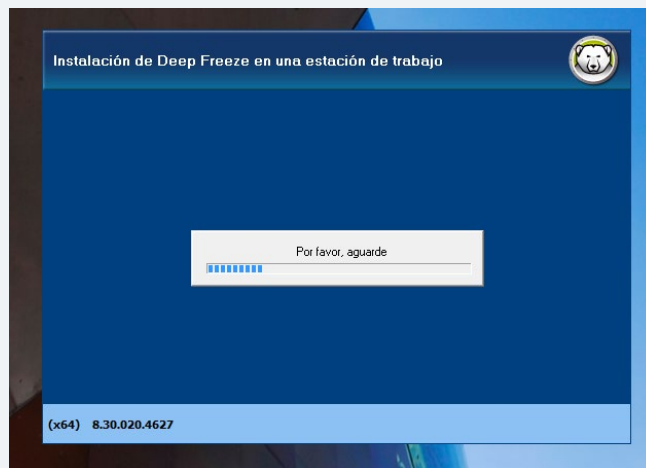 Instalación de Deep Freeze en una estación de trabajo
Por favor, aguarde
(x64) 8.30.020.4627